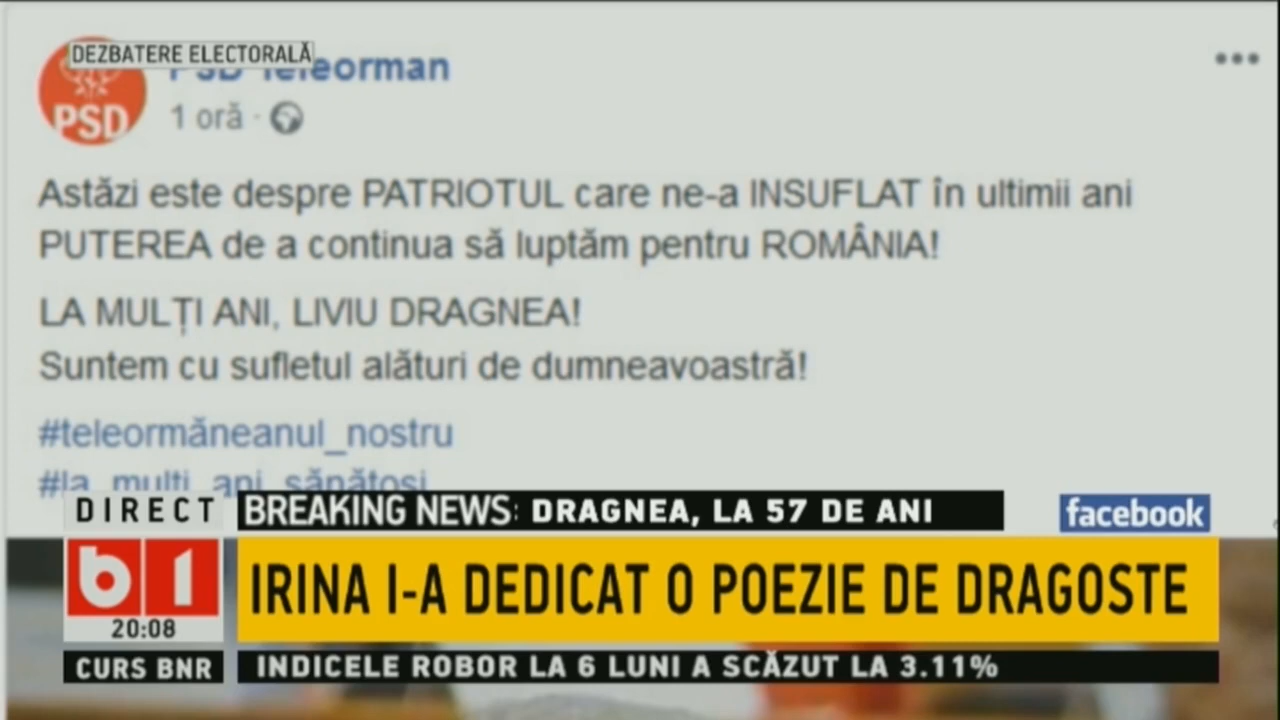 DEZBATERE ELECTORALĂ
PSD Teleorman
PSD
1 oră ·
Astăzi este despre PATRIOTUL care ne-a INSUFLAT în ultimii ani
PUTEREA de a continua să luptăm pentru ROMÂNIA!
LA MULȚI ANI, LIVIU DRAGNEA!
Suntem cu sufletul alături de dumneavoastră!
#teleormăneanul_nostru
#la_mulți_ani_sănătoși
DIRECT
BREAKING NEWS: DRAGNEA, LA 57 DE ANI
facebook
b1
IRINA I-A DEDICAT O POEZIE DE DRAGOSTE
20:08
CURS BNR
INDICELE ROBOR LA 6 LUNI A SCĂZUT LA 3.11%